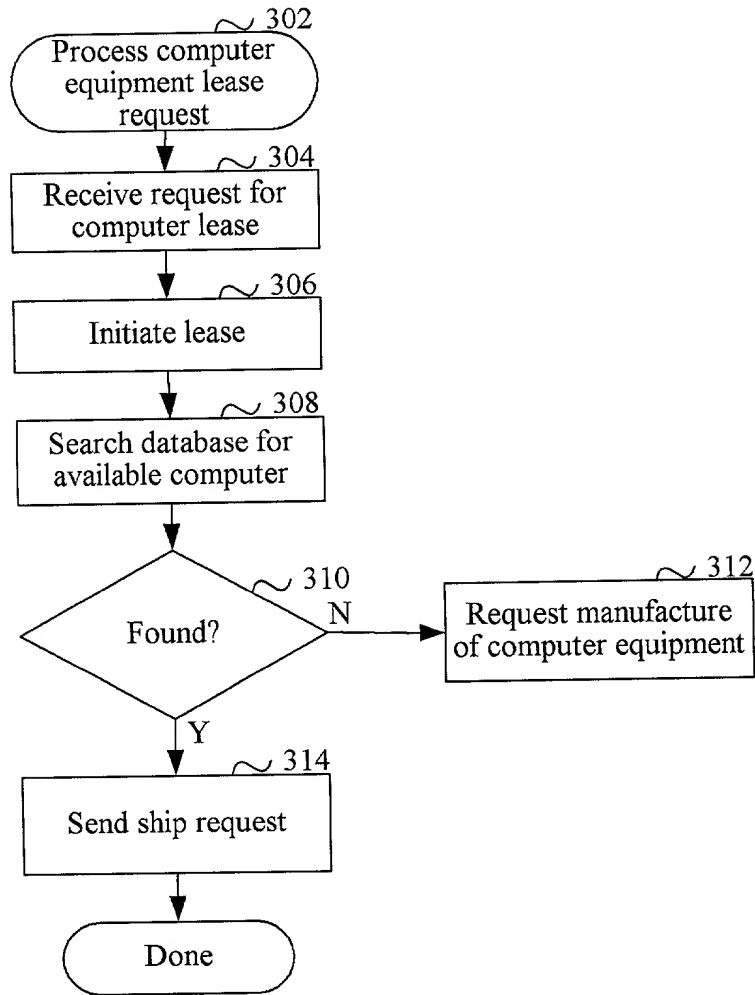 302
Process computer
equipment lease
request
304
Receive request for
computer lease
306
Initiate lease
308
Search database for
available computer
310
Found?
N
312
Request manufacture
of computer equipment
Y
314
Send ship request
Done